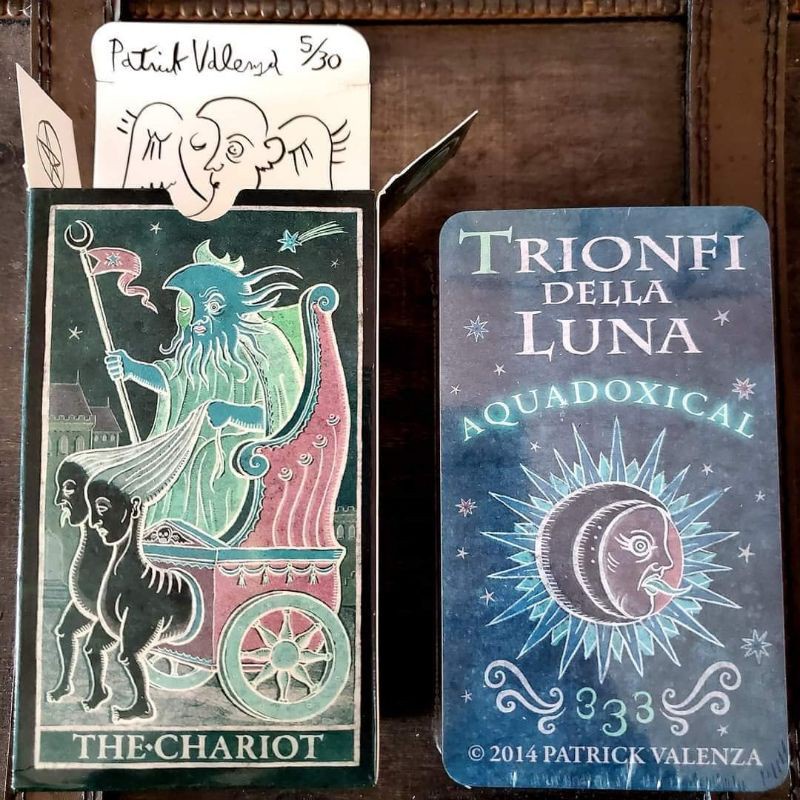 Patrick Valenza 5/30
THE·CHARIOT
TRIONFI
DELLA
LUNA
AQUADOXICAL
333
© 2014 PATRICK VALENZA